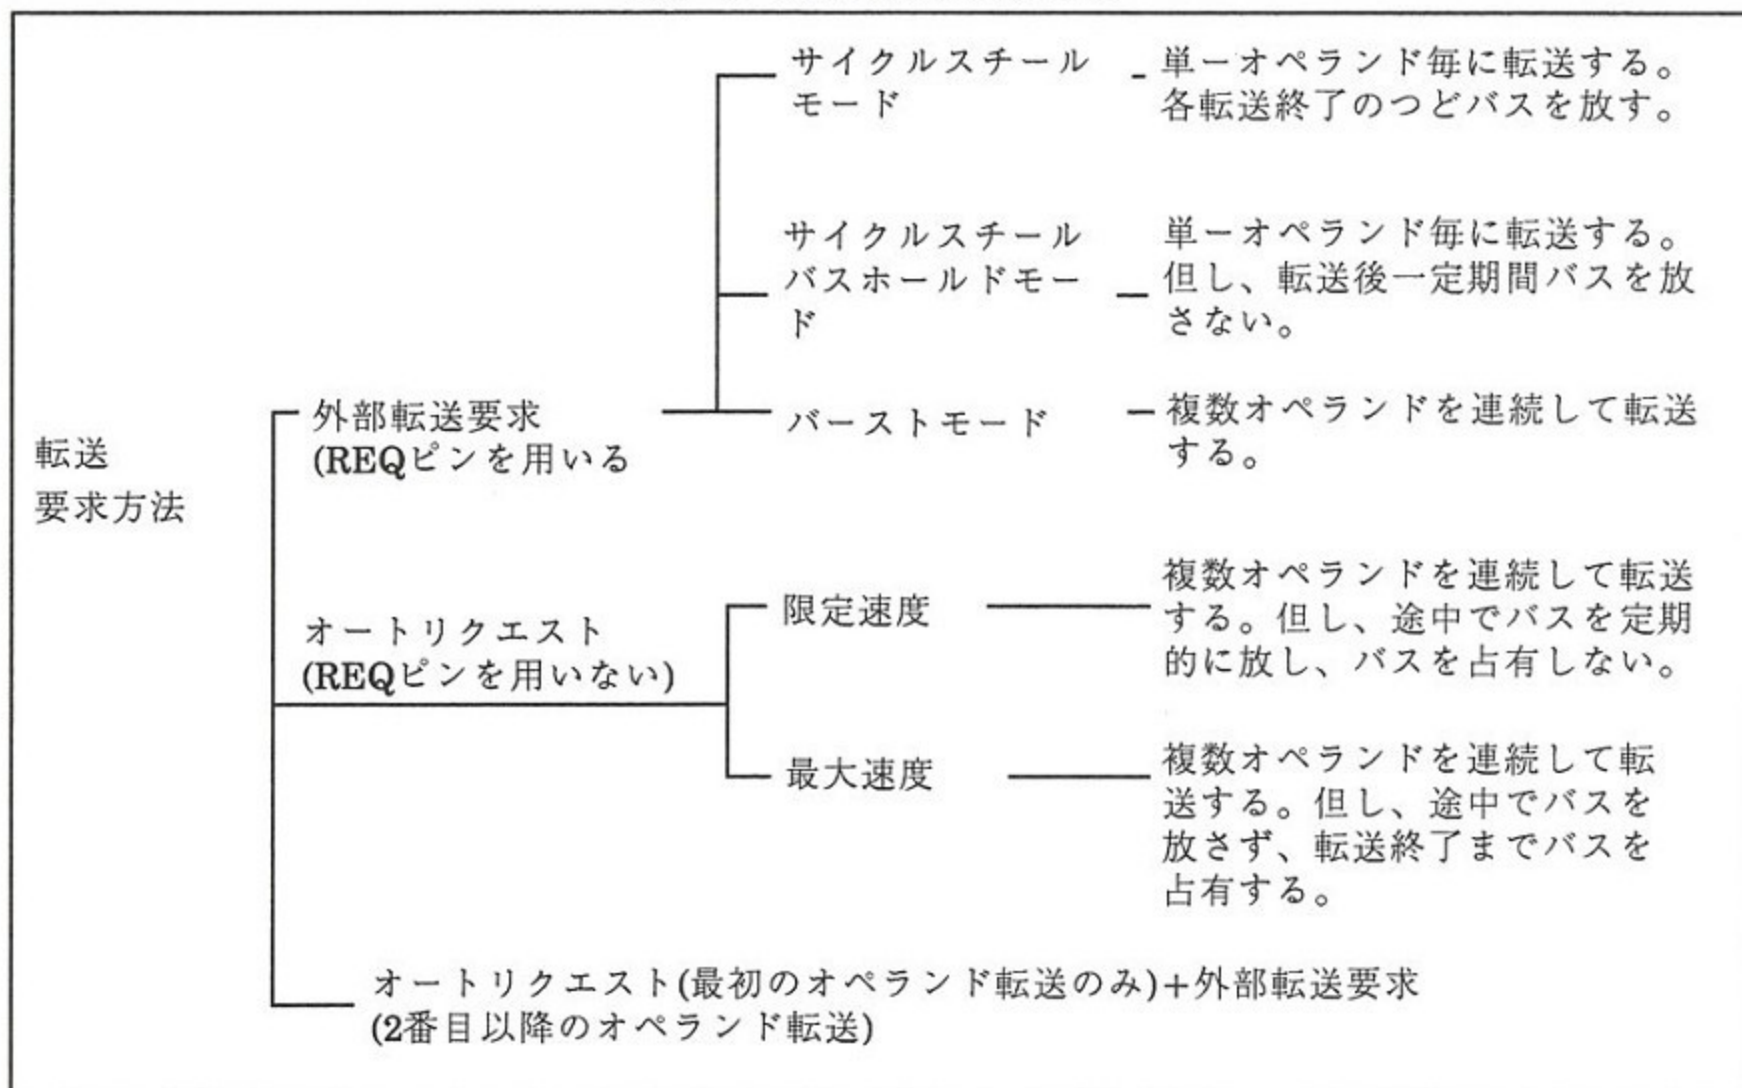 サイクルスチール
モード
単一オペランド毎に転送する。
各転送終了のつどバスを放す。
サイクルスチール
バスホールドモー
ド
単一オペランド毎に転送する。
但し、転送後一定期間バスを放
さない。
転送
要求方法
外部転送要求
(REQピンを用いる
バーストモード
複数オペランドを連続して転送
する。
オートリクエスト
(REQピンを用いない)
限定速度
複数オペランドを連続して転送
する。但し、途中でバスを定期
的に放し、バスを占有しない。
最大速度
複数オペランドを連続して転
送する。但し、途中でバスを
放さず、転送終了までバスを
占有する。
オートリクエスト(最初のオペランド転送のみ)+外部転送要求
(2番目以降のオペランド転送)